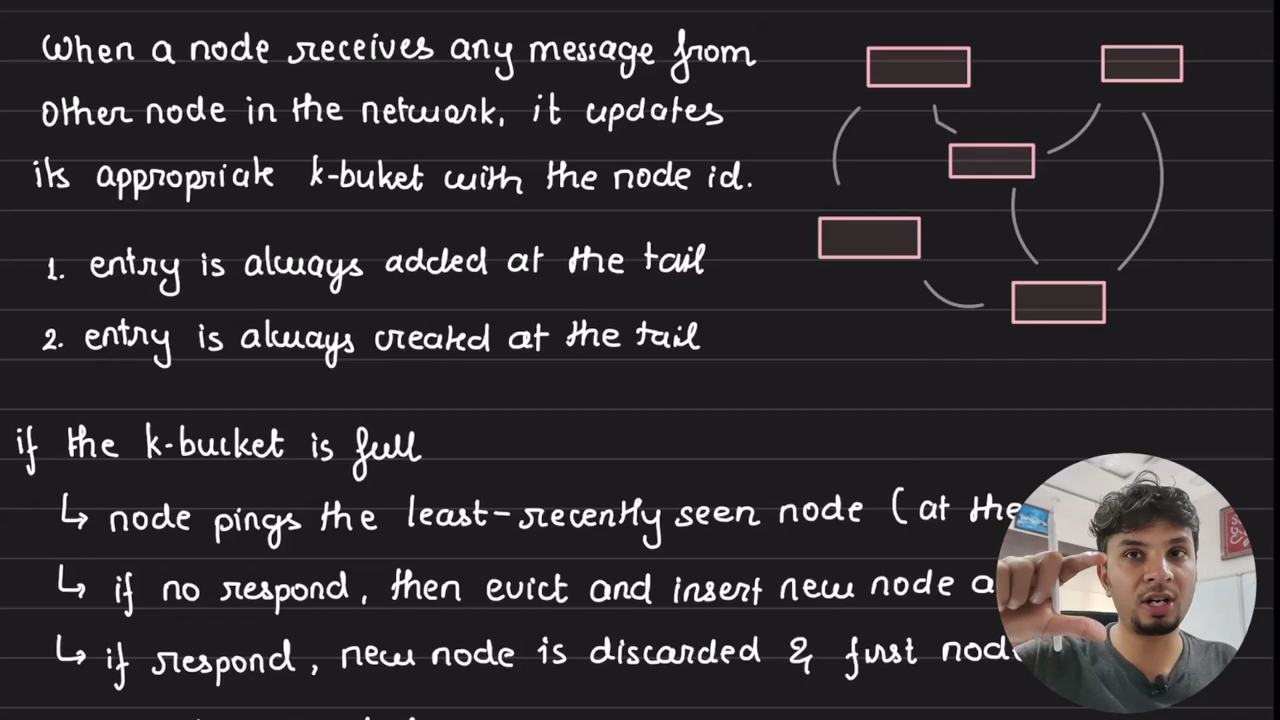 When a node receives any message from
other node in the network, it updates
its appropriate k-buket with the node id.
1. entry is always added at the tail
2. entry is always created at the tail
if the k-bucket is full
↳ node pings the least-recently seen node ( at the
↳ if no respond, then evict and insert new node a
↳ if respond, new node is discarded & first nod